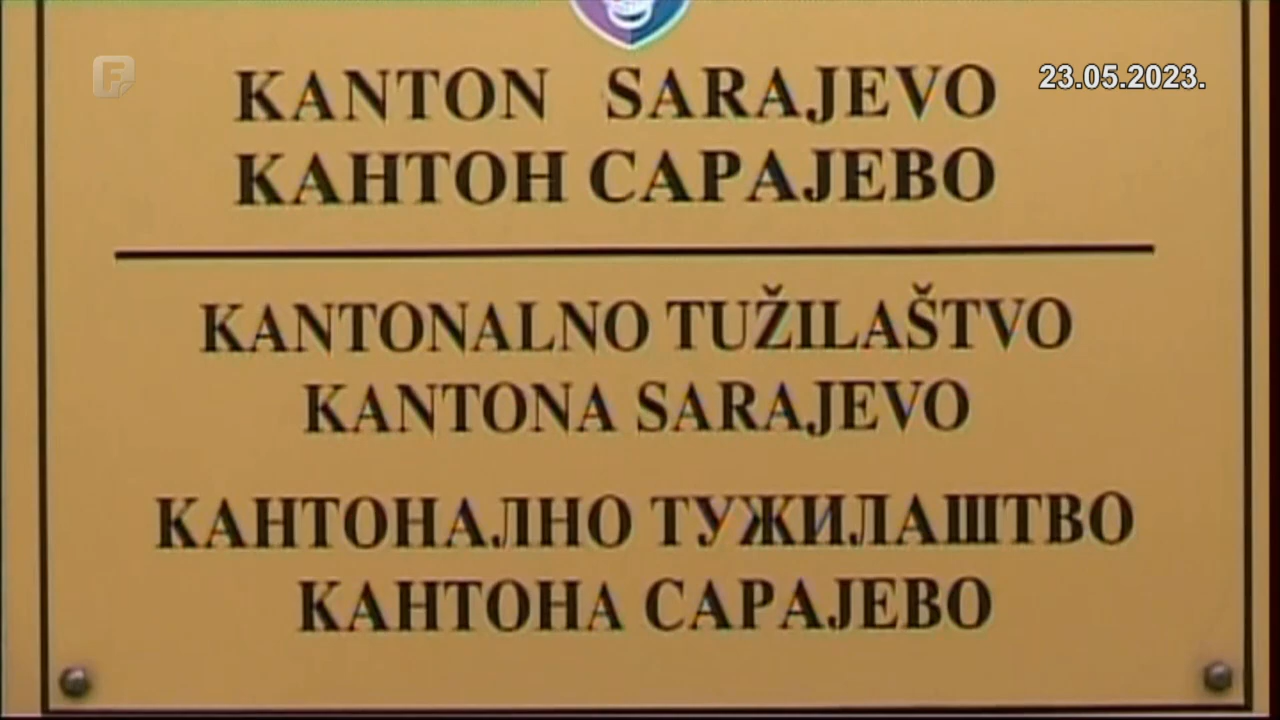 F
23.05.2023.
KANTON SARAJEVO
КАНТОН САРАЈЕВО
KANTONALNO TUŽILAŠTVO
KANTONA SARAJEVO
КАНТОНАЛНО ТУЖИЛАШТВО
КАНТОНА САРАЈЕВО